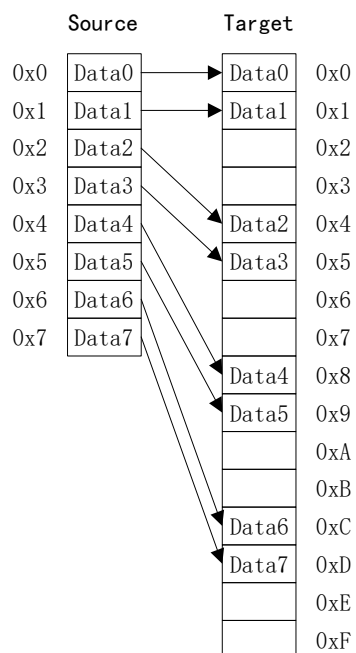 Source Target
0x0 Data0 Data0 0x0
0x1 Data1 Data1 0x1
0x2 Data2 0x2
0x3 Data3 0x3
0x4 Data4 Data2 0x4
0x5 Data5 Data3 0x5
0x6 Data6 0x6
0x7 Data7 0x7
Data4 0x8
Data5 0x9
0xA
0xB
Data6 0xC
Data7 0xD
0xE
0xF